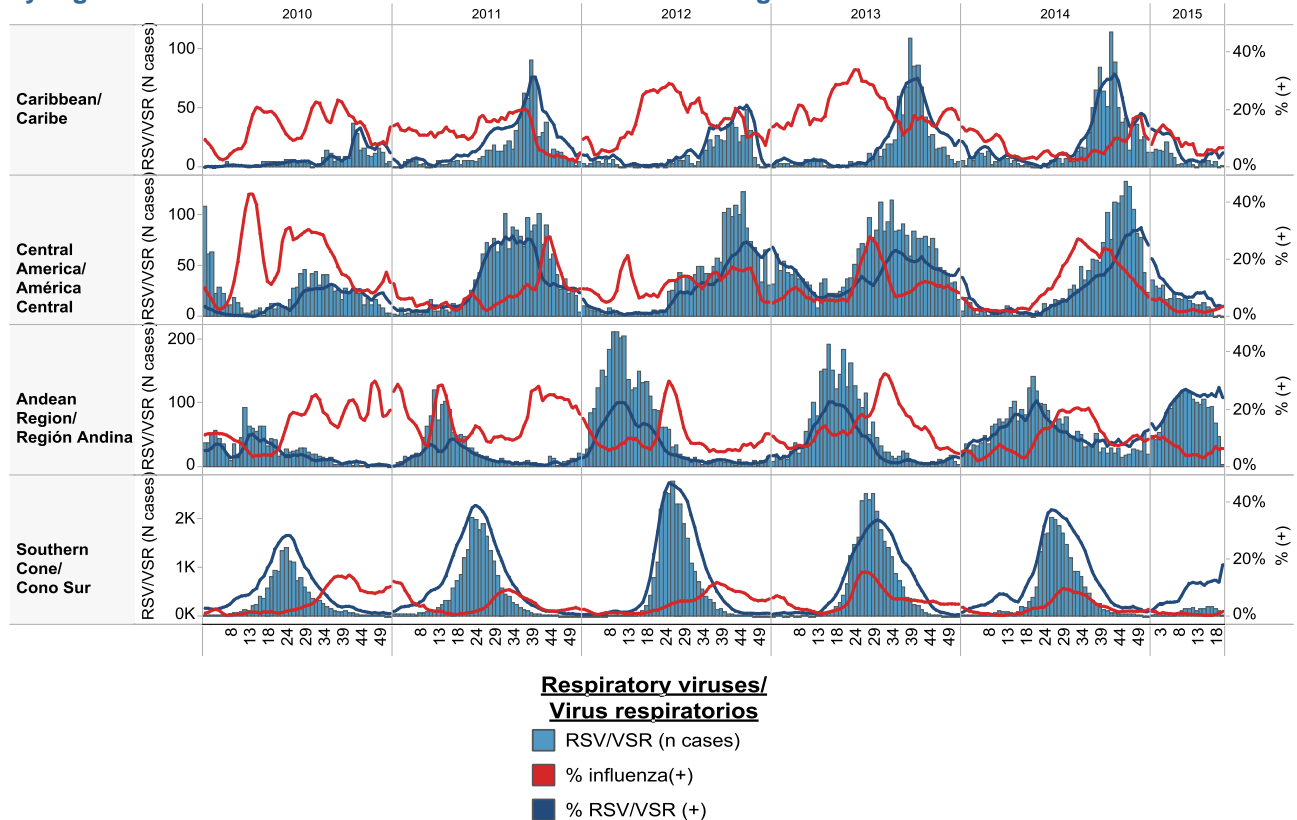 2010 2011 2012 2013 2014 2015
Caribbean/
Caribe
RSV/VSR (N cases)
100
50
0
40%
20%
0%
% (+)
Central
America/
América
Central
RSV/VSR (N cases)
100
50
0
40%
20%
0%
% (+)
Andean
Region/
Región Andina
RSV/VSR (N cases)
200
100
0
40%
20%
0%
% (+)
Southern
Cone/
Cono Sur
RSV/VSR (N cases)
2K
1K
0K
40%
20%
0%
% (+)
8 13 18 24 29 34 39 44 49 8 13 18 24 29 34 39 44 49 8 13 18 24 29 34 39 44 49 8 13 18 24 29 34 39 44 49 8 13 18 24 29 34 39 44 49 3 8 13 18
Respiratory viruses/
Virus respiratorios
RSV/VSR (n cases)
% influenza(+)
% RSV/VSR (+)